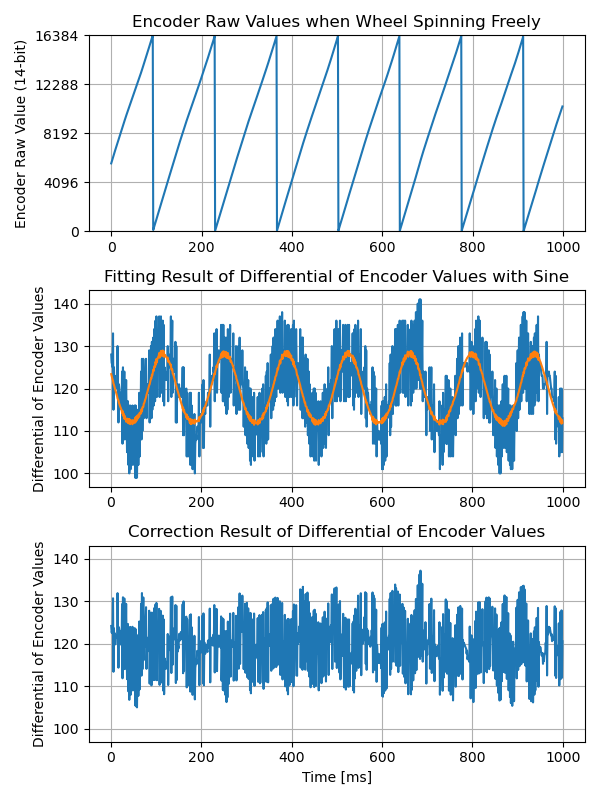 Encoder Raw Values when Wheel Spinning Freely
Encoder Raw Value (14-bit)
16384
12288
8192
4096
0
0 200 400 600 800 1000
Fitting Result of Differential of Encoder Values with Sine
Differential of Encoder Values
140
130
120
110
100
0 200 400 600 800 1000
Correction Result of Differential of Encoder Values
Differential of Encoder Values
140
130
120
110
100
0 200 400 600 800 1000
Time [ms]